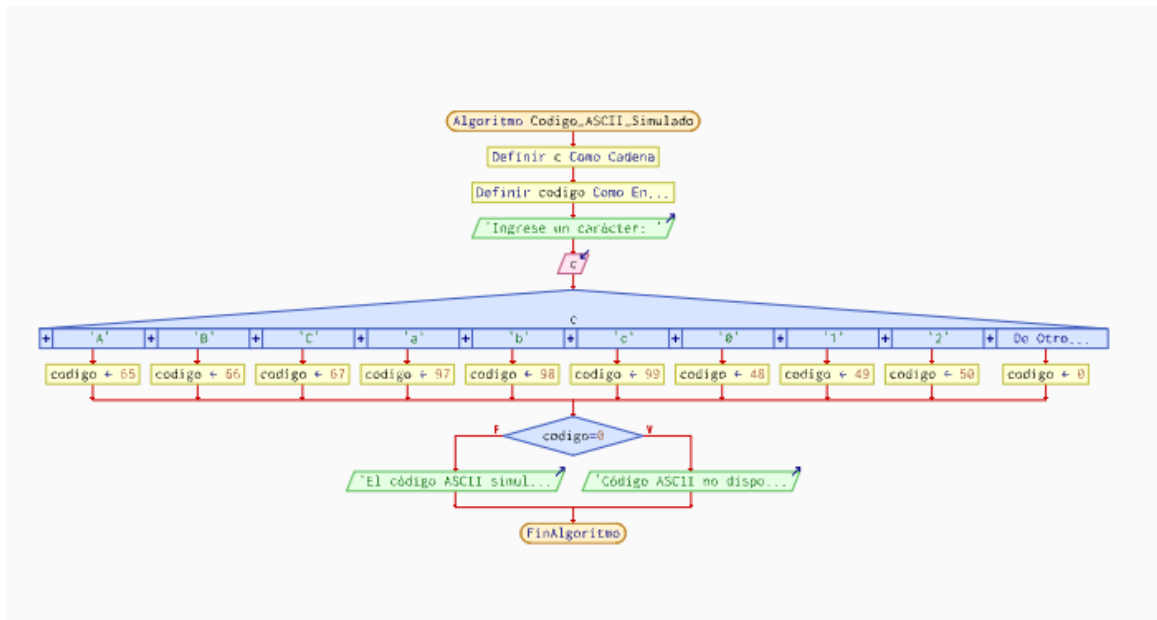 Algoritmo Codigo_ASCII_Simulado
Definir c Como Cadena
Definir codigo Como En...
'Ingrese un carácter: '
c
c
+ 'A' + 'B' + 'C' + 'a' + 'b' + 'c' + '0' + '1' + '2' + De Otro...
codigo ← 65 codigo ← 66 codigo ← 67 codigo ← 97 codigo ← 98 codigo ← 99 codigo ← 48 codigo ← 49 codigo ← 50 codigo ← 0
F codigo=0 V
'El código ASCII simul... 'Código ASCII no dispo...
FinAlgoritmo